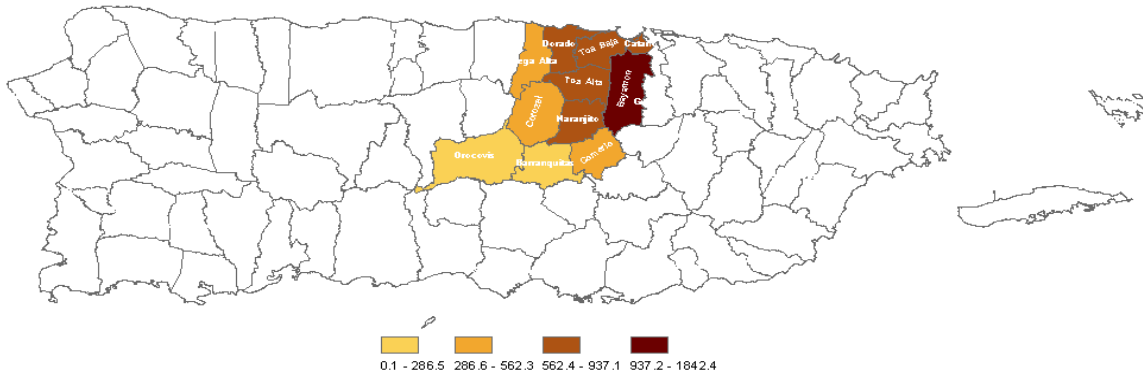 Dorado
Toa Baja
Catano
ega Alta
Toa Alta
Bayamon
G
Corozal
Naranjito
Comerio
Orocovis
Barranquitas
0.1 - 286.5 286.6 - 562.3 562.4 - 937.1 937.2 - 1842.4